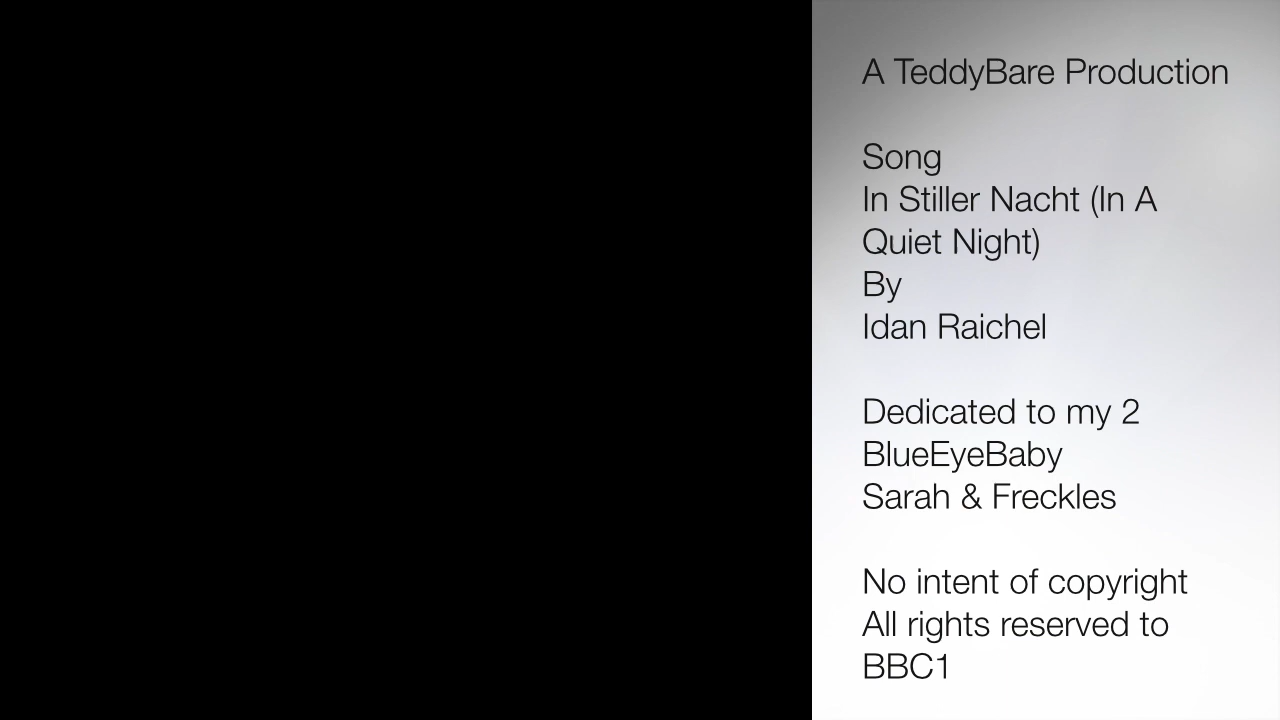 A TeddyBare Production
Song
In Stiller Nacht (In A
Quiet Night)
By
Idan Raichel
Dedicated to my 2
BlueEyeBaby
Sarah & Freckles
No intent of copyright
All rights reserved to
BBC1